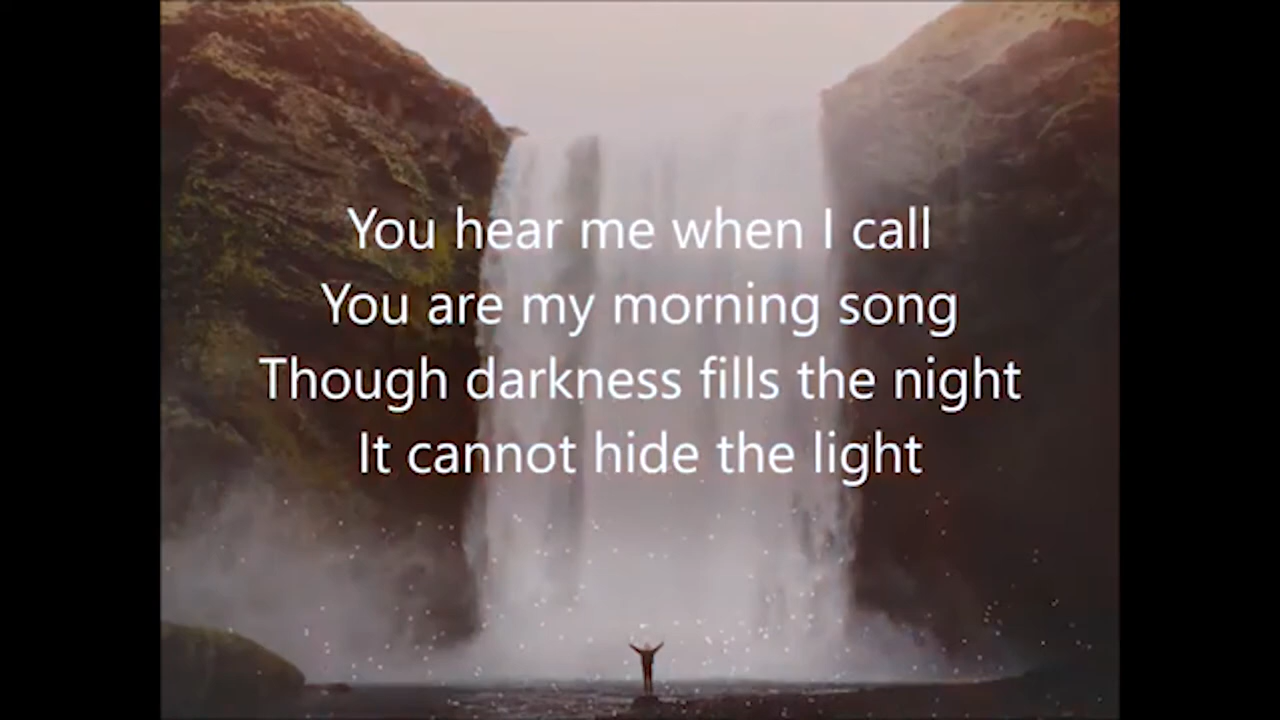 You hear me when I call
You are my morning song
Though darkness fills the night
It cannot hide the light